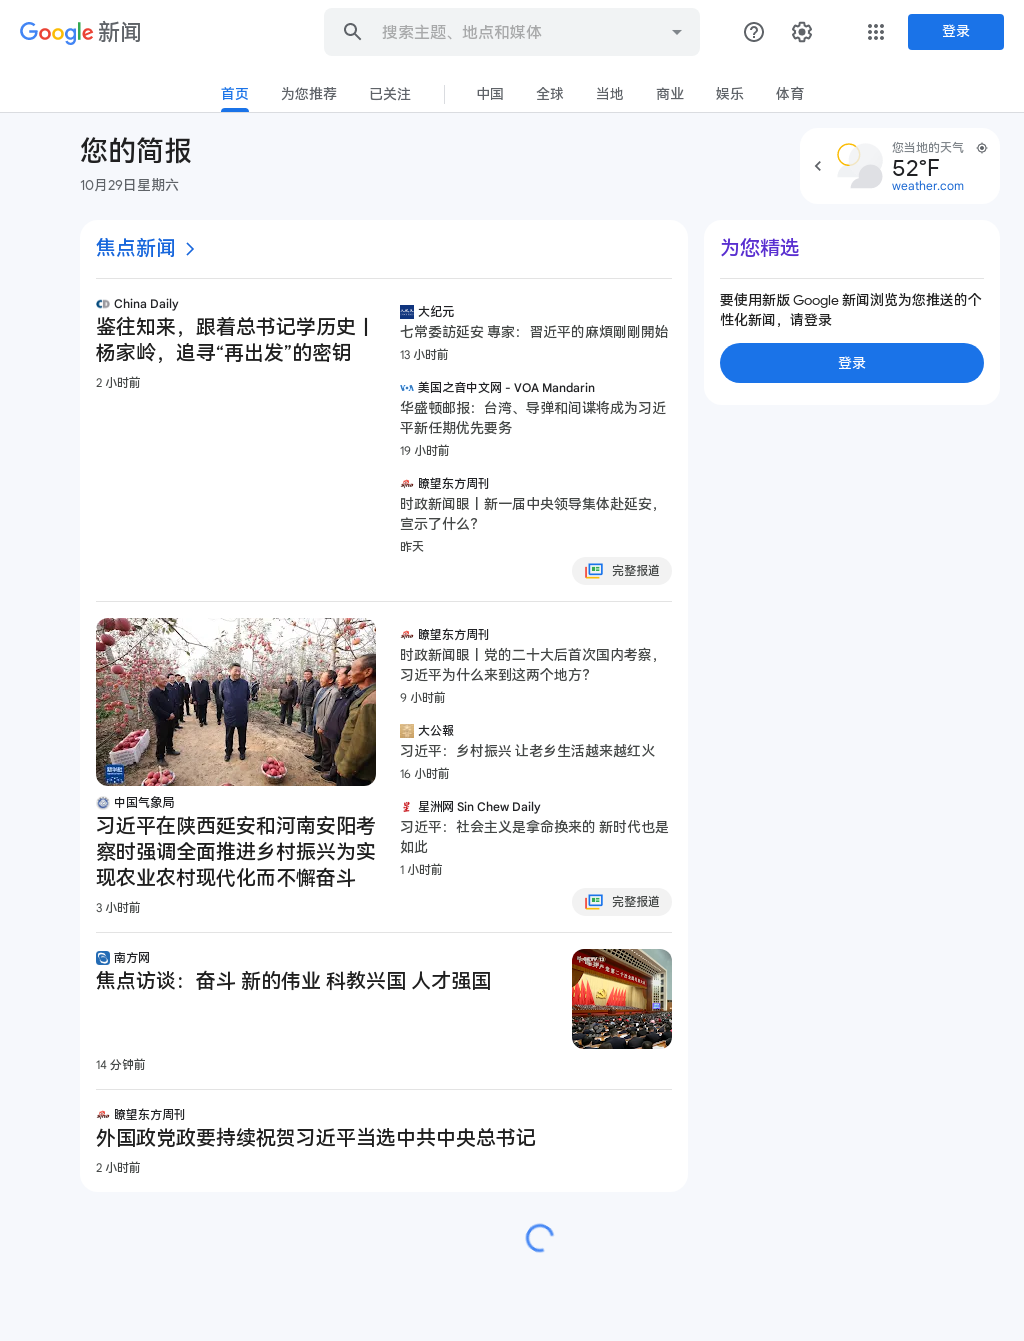 Google 新闻
搜索主题、地点和媒体
登录
首页
为您推荐
已关注
中国
全球
当地
商业
娱乐
体育
您的简报
10月29日星期六
您当地的天气
52°F
weather.com
焦点新闻
China Daily
鉴往知来，跟着总书记学历史丨
杨家岭，追寻“再出发”的密钥
2 小时前
大纪元
七常委訪延安 專家：習近平的麻煩剛剛開始
13 小时前
美国之音中文网 - VOA Mandarin
华盛顿邮报：台湾、导弹和间谍将成为习近
平新任期优先要务
19 小时前
瞭望东方周刊
时政新闻眼丨新一届中央领导集体赴延安，
宣示了什么？
昨天
完整报道
中国气象局
习近平在陕西延安和河南安阳考
察时强调全面推进乡村振兴为实
现农业农村现代化而不懈奋斗
3 小时前
瞭望东方周刊
时政新闻眼丨党的二十大后首次国内考察，
习近平为什么来到这两个地方？
9 小时前
大公報
习近平：乡村振兴 让老乡生活越来越红火
16 小时前
星洲网 Sin Chew Daily
习近平：社会主义是拿命换来的 新时代也是
如此
1 小时前
完整报道
南方网
焦点访谈：奋斗 新的伟业 科教兴国 人才强国
14 分钟前
瞭望东方周刊
外国政党政要持续祝贺习近平当选中共中央总书记
2 小时前
为您精选
要使用新版 Google 新闻浏览为您推送的个
性化新闻，请登录
登录